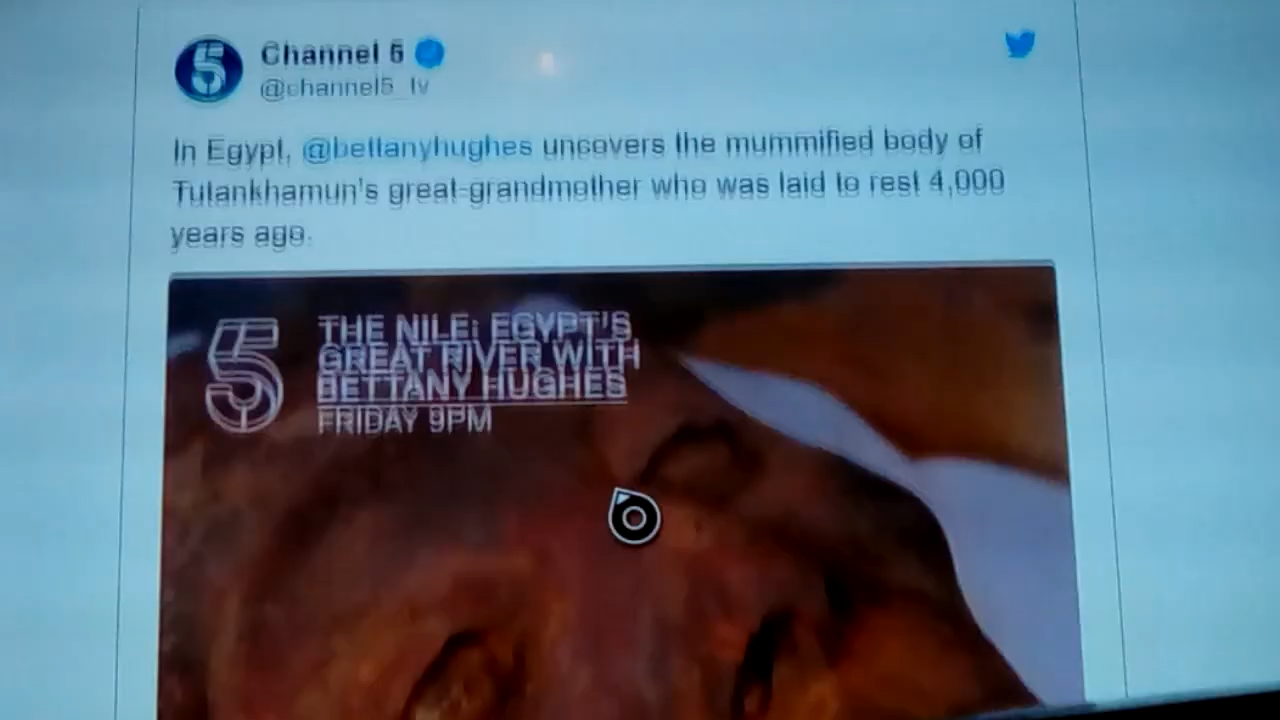 5
Channel 5
@channel5_tv
In Egypt, @bettanyhughes uncovers the mummified body of
Tutankhamun's great-grandmother who was laid to rest 4,000
years ago.
5
THE NILE: EGYPT'S
GREAT RIVER WITH
BETTANY HUGHES
FRIDAY 9PM